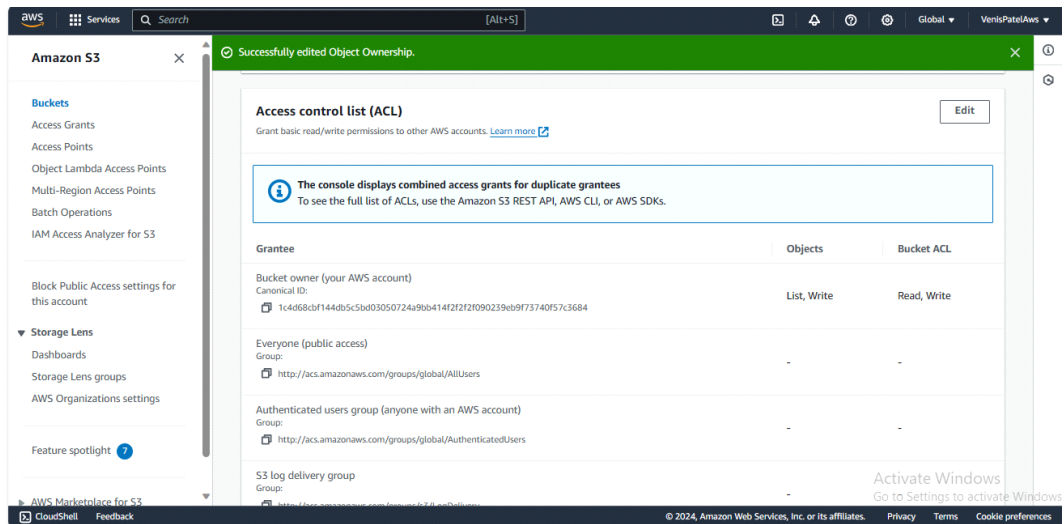 aws Services Search [Alt+S] Global VenisPatelAws
Amazon S3
Buckets
Access Grants
Access Points
Object Lambda Access Points
Multi-Region Access Points
Batch Operations
IAM Access Analyzer for S3
Block Public Access settings for
this account
Storage Lens
Dashboards
Storage Lens groups
AWS Organizations settings
Feature spotlight 7
AWS Marketplace for S3
Successfully edited Object Ownership.
Access control list (ACL)
Edit
Grant basic read/write permissions to other AWS accounts. Learn more
The console displays combined access grants for duplicate grantees
To see the full list of ACLs, use the Amazon S3 REST API, AWS CLI, or AWS SDKs.
Grantee Objects Bucket ACL
Bucket owner (your AWS account)
Canonical ID:
1c4d68cbf144db5c5bd03050724a9bb414f2f2f2f090239eb9f73740f57c3684
List, Write Read, Write
Everyone (public access)
Group:
http://acs.amazonaws.com/groups/global/AllUsers
- -
Authenticated users group (anyone with an AWS account)
Group:
http://acs.amazonaws.com/groups/global/AuthenticatedUsers
- -
S3 log delivery group
Group:
http://acs.amazonaws.com/groups/s3/LogDelivery
- -
Activate Windows
Go to Settings to activate Windows
CloudShell Feedback © 2024, Amazon Web Services, Inc. or its affiliates. Privacy Terms Cookie preferences